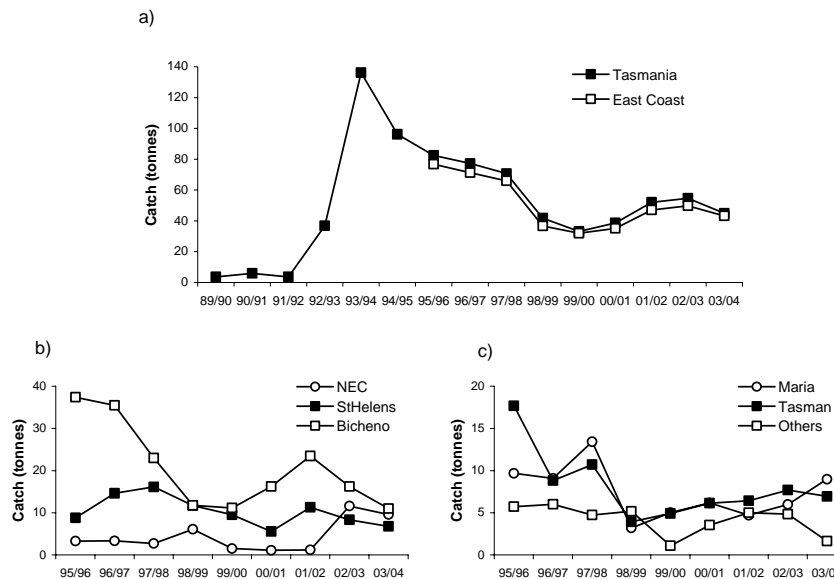 a)
140
120
100
80
60
40
20
0
Catch (tonnes)
Tasmania
East Coast
89/90 90/91 91/92 92/93 93/94 94/95 95/96 96/97 97/98 98/99 99/00 00/01 01/02 02/03 03/04
b)
40
30
20
10
0
Catch (tonnes)
NEC
StHelens
Bicheno
95/96 96/97 97/98 98/99 99/00 00/01 01/02 02/03 03/04
c)
20
15
10
5
0
Catch (tonnes)
Maria
Tasman
Others
95/96 96/97 97/98 98/99 99/00 00/01 01/02 02/03 03/0